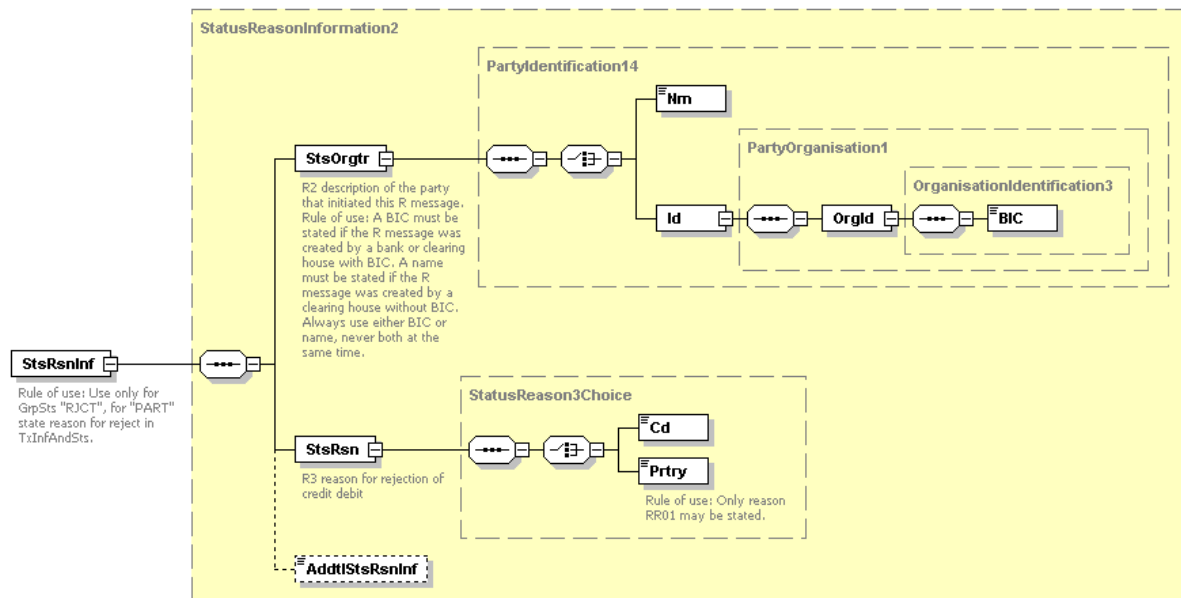 StatusReasonInformation2
PartyIdentification14
Nm
PartyOrganisation1
OrganisationIdentification3
StsOrgtr
Id
OrgId
BIC
R2 description of the party
that initiated this R message.
Rule of use: A BIC must be
stated if the R message was
created by a bank or clearing
house with BIC. A name
must be stated if the R
message was created by a
clearing house without BIC.
Always use either BIC or
name, never both at the
same time.
StsRsnInf
Rule of use: Use only for
GrpSts "RJCT", for "PART"
state reason for reject in
TxInfAndSts.
StatusReason3Choice
Cd
StsRsn
Prtry
R3 reason for rejection of
credit debit
Rule of use: Only reason
RR01 may be stated.
AddtlStsRsnInf